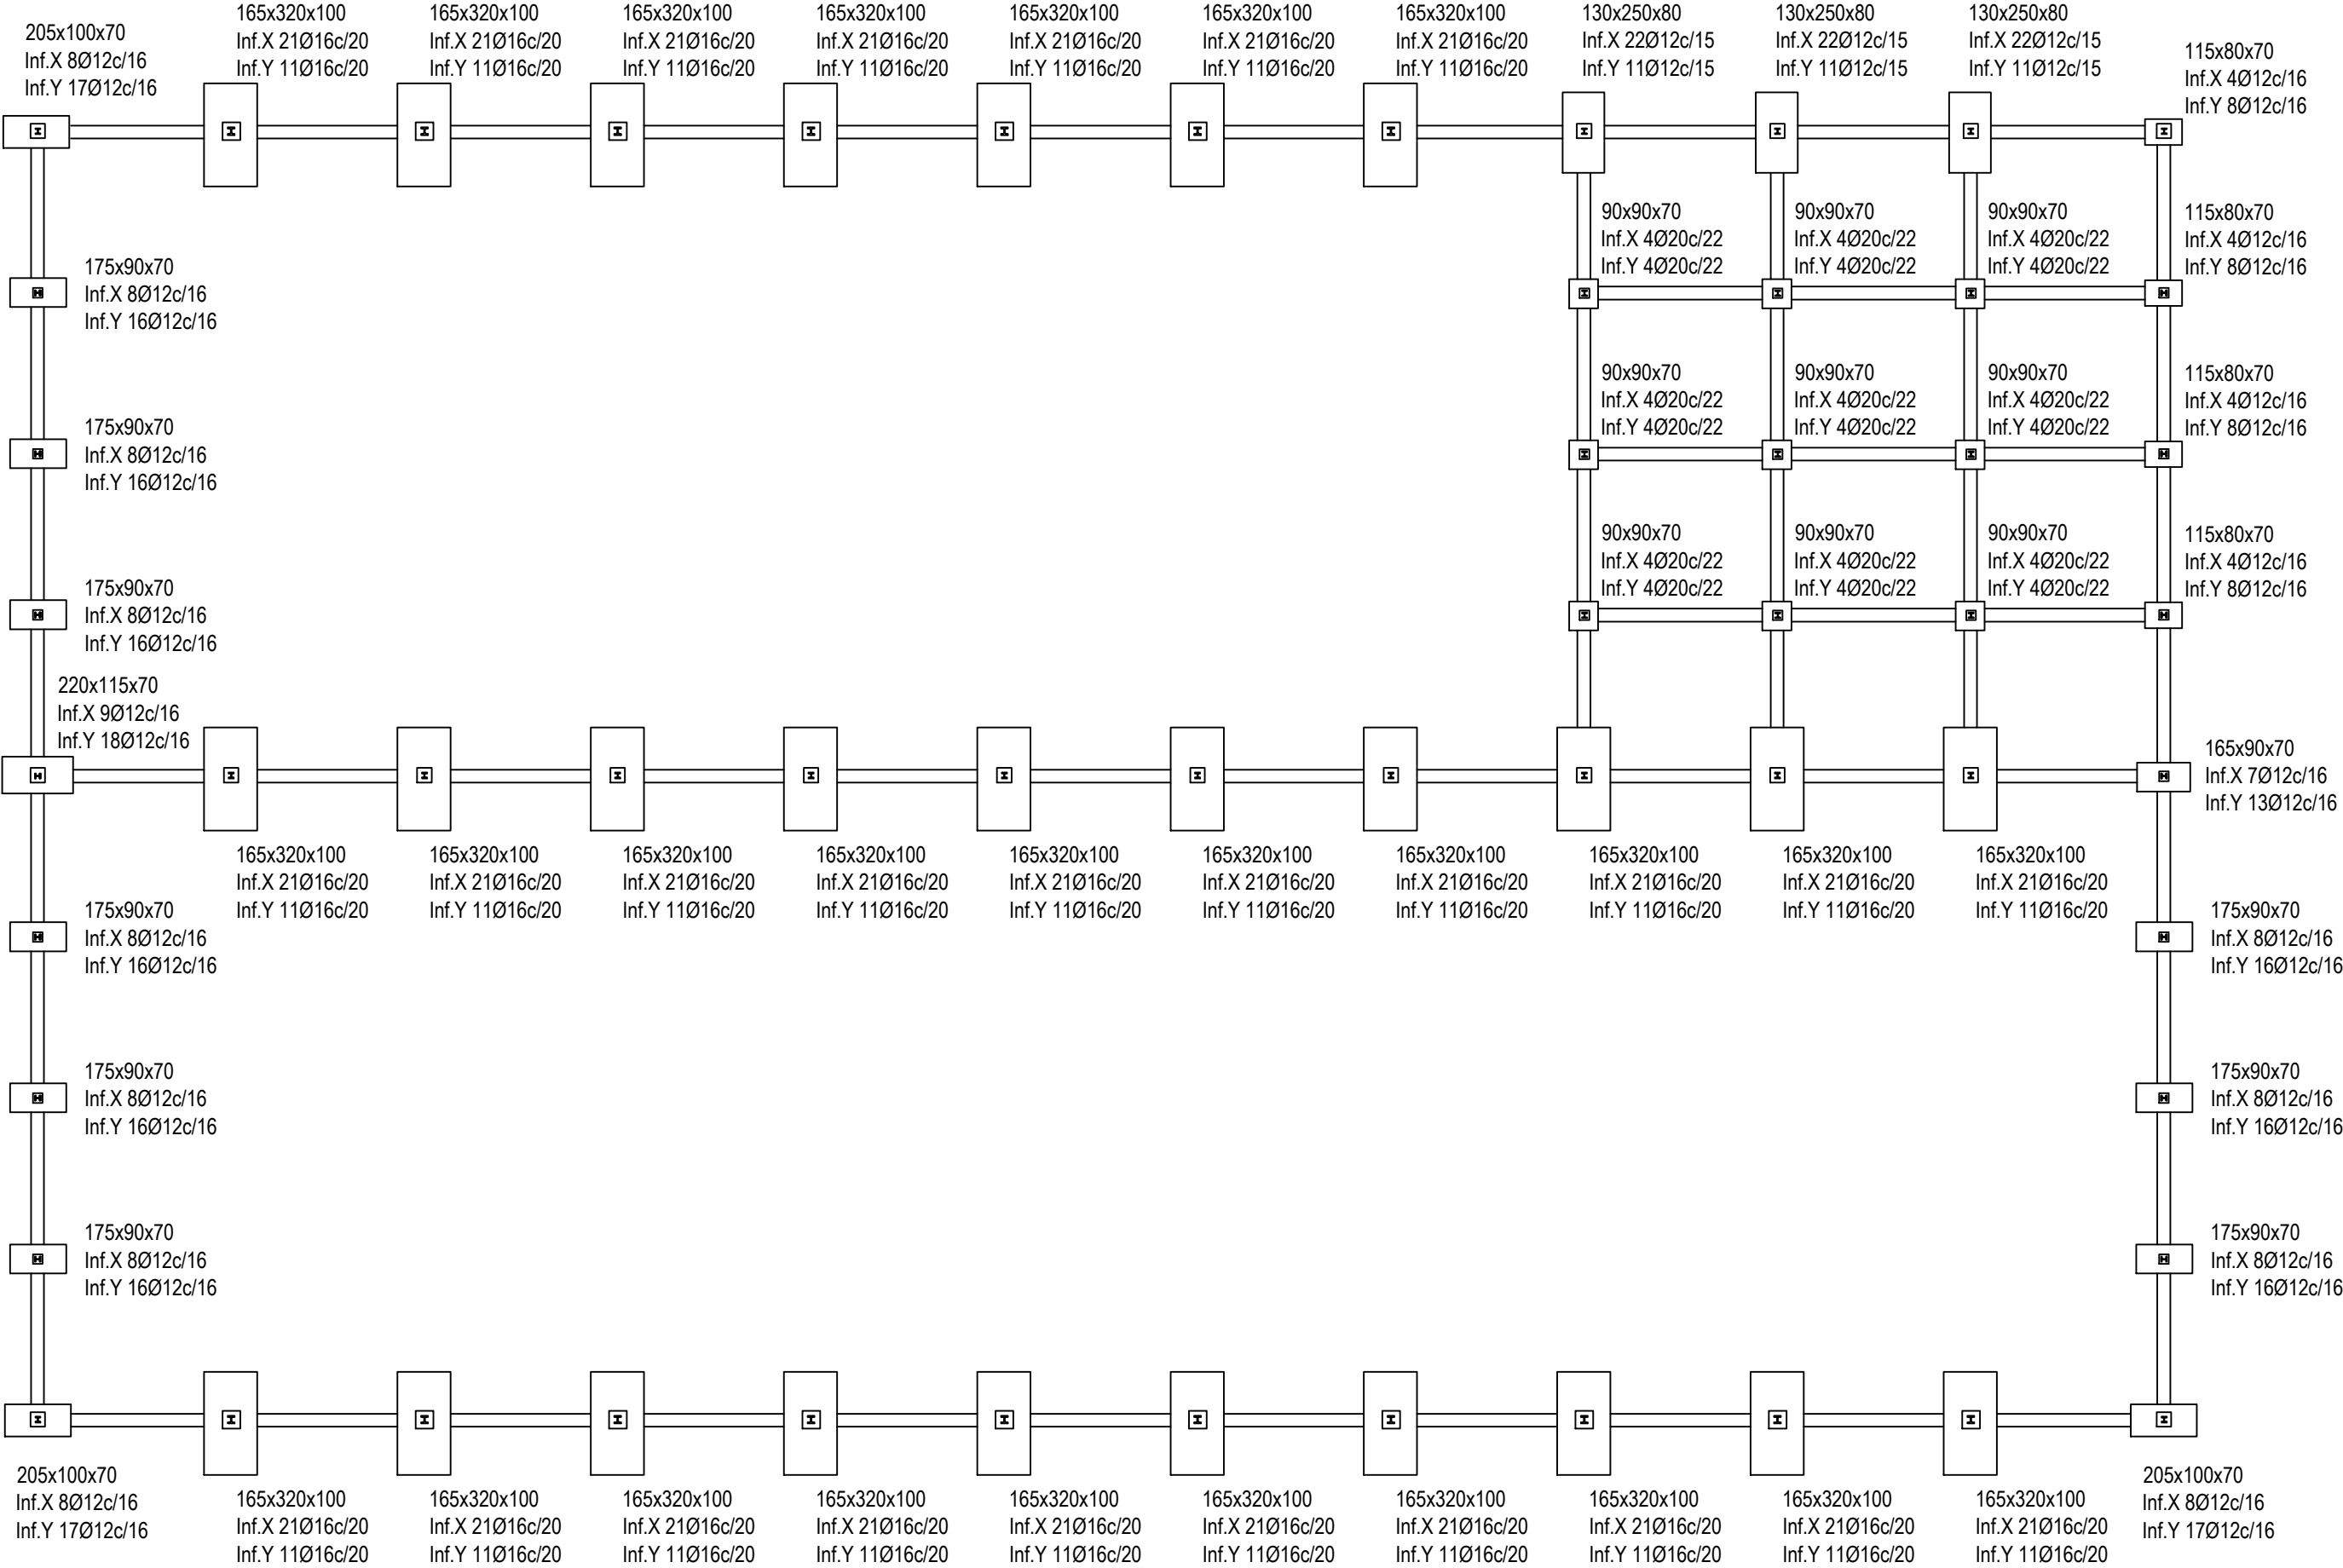 205x100x70
Inf.X 8Ø12c/16
Inf.Y 17Ø12c/16
165x320x100
Inf.X 21Ø16c/20
Inf.Y 11Ø16c/20
165x320x100
Inf.X 21Ø16c/20
Inf.Y 11Ø16c/20
165x320x100
Inf.X 21Ø16c/20
Inf.Y 11Ø16c/20
165x320x100
Inf.X 21Ø16c/20
Inf.Y 11Ø16c/20
165x320x100
Inf.X 21Ø16c/20
Inf.Y 11Ø16c/20
165x320x100
Inf.X 21Ø16c/20
Inf.Y 11Ø16c/20
165x320x100
Inf.X 21Ø16c/20
Inf.Y 11Ø16c/20
130x250x80
Inf.X 22Ø12c/15
Inf.Y 11Ø12c/15
130x250x80
Inf.X 22Ø12c/15
Inf.Y 11Ø12c/15
130x250x80
Inf.X 22Ø12c/15
Inf.Y 11Ø12c/15
115x80x70
Inf.X 4Ø12c/16
Inf.Y 8Ø12c/16
175x90x70
Inf.X 8Ø12c/16
Inf.Y 16Ø12c/16
90x90x70
Inf.X 4Ø20c/22
Inf.Y 4Ø20c/22
90x90x70
Inf.X 4Ø20c/22
Inf.Y 4Ø20c/22
90x90x70
Inf.X 4Ø20c/22
Inf.Y 4Ø20c/22
115x80x70
Inf.X 4Ø12c/16
Inf.Y 8Ø12c/16
175x90x70
Inf.X 8Ø12c/16
Inf.Y 16Ø12c/16
90x90x70
Inf.X 4Ø20c/22
Inf.Y 4Ø20c/22
90x90x70
Inf.X 4Ø20c/22
Inf.Y 4Ø20c/22
90x90x70
Inf.X 4Ø20c/22
Inf.Y 4Ø20c/22
115x80x70
Inf.X 4Ø12c/16
Inf.Y 8Ø12c/16
175x90x70
Inf.X 8Ø12c/16
Inf.Y 16Ø12c/16
90x90x70
Inf.X 4Ø20c/22
Inf.Y 4Ø20c/22
90x90x70
Inf.X 4Ø20c/22
Inf.Y 4Ø20c/22
90x90x70
Inf.X 4Ø20c/22
Inf.Y 4Ø20c/22
115x80x70
Inf.X 4Ø12c/16
Inf.Y 8Ø12c/16
220x115x70
Inf.X 9Ø12c/16
Inf.Y 18Ø12c/16
165x90x70
Inf.X 7Ø12c/16
Inf.Y 13Ø12c/16
165x320x100
Inf.X 21Ø16c/20
Inf.Y 11Ø16c/20
165x320x100
Inf.X 21Ø16c/20
Inf.Y 11Ø16c/20
165x320x100
Inf.X 21Ø16c/20
Inf.Y 11Ø16c/20
165x320x100
Inf.X 21Ø16c/20
Inf.Y 11Ø16c/20
165x320x100
Inf.X 21Ø16c/20
Inf.Y 11Ø16c/20
165x320x100
Inf.X 21Ø16c/20
Inf.Y 11Ø16c/20
165x320x100
Inf.X 21Ø16c/20
Inf.Y 11Ø16c/20
165x320x100
Inf.X 21Ø16c/20
Inf.Y 11Ø16c/20
165x320x100
Inf.X 21Ø16c/20
Inf.Y 11Ø16c/20
165x320x100
Inf.X 21Ø16c/20
Inf.Y 11Ø16c/20
175x90x70
Inf.X 8Ø12c/16
Inf.Y 16Ø12c/16
175x90x70
Inf.X 8Ø12c/16
Inf.Y 16Ø12c/16
175x90x70
Inf.X 8Ø12c/16
Inf.Y 16Ø12c/16
175x90x70
Inf.X 8Ø12c/16
Inf.Y 16Ø12c/16
175x90x70
Inf.X 8Ø12c/16
Inf.Y 16Ø12c/16
175x90x70
Inf.X 8Ø12c/16
Inf.Y 16Ø12c/16
205x100x70
Inf.X 8Ø12c/16
Inf.Y 17Ø12c/16
165x320x100
Inf.X 21Ø16c/20
Inf.Y 11Ø16c/20
165x320x100
Inf.X 21Ø16c/20
Inf.Y 11Ø16c/20
165x320x100
Inf.X 21Ø16c/20
Inf.Y 11Ø16c/20
165x320x100
Inf.X 21Ø16c/20
Inf.Y 11Ø16c/20
165x320x100
Inf.X 21Ø16c/20
Inf.Y 11Ø16c/20
165x320x100
Inf.X 21Ø16c/20
Inf.Y 11Ø16c/20
165x320x100
Inf.X 21Ø16c/20
Inf.Y 11Ø16c/20
165x320x100
Inf.X 21Ø16c/20
Inf.Y 11Ø16c/20
165x320x100
Inf.X 21Ø16c/20
Inf.Y 11Ø16c/20
165x320x100
Inf.X 21Ø16c/20
Inf.Y 11Ø16c/20
205x100x70
Inf.X 8Ø12c/16
Inf.Y 17Ø12c/16